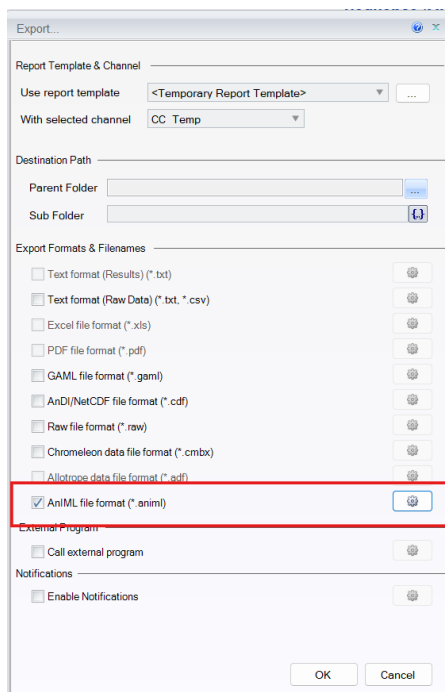 Export...
Report Template & Channel
Use report template <Temporary Report Template> ...
With selected channel CC_Temp
Destination Path
Parent Folder ...
Sub Folder {..}
Export Formats & Filenames
Text format (Results) (*.txt)
Text format (Raw Data) (*.txt, *.csv)
Excel file format (*.xls)
PDF file format (*.pdf)
GAML file format (*.gaml)
AnDI/NetCDF file format (*.cdf)
Raw file format (*.raw)
Chromeleon data file format (*.cmbx)
Allotrope data file format (*.adf)
AnIML file format (*.animl)
External Program
Call external program
Notifications
Enable Notifications
OK Cancel